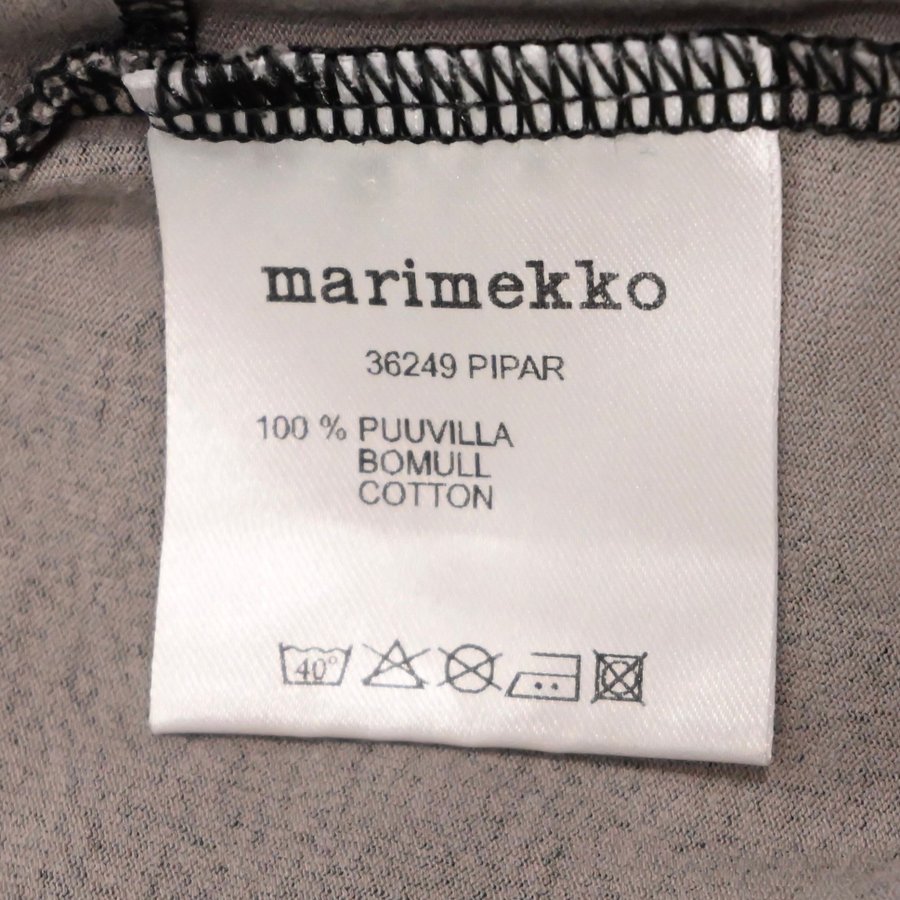 marimekko
36249 PIPAR
100 % PUUVILLA
BOMULL
COTTON
40°